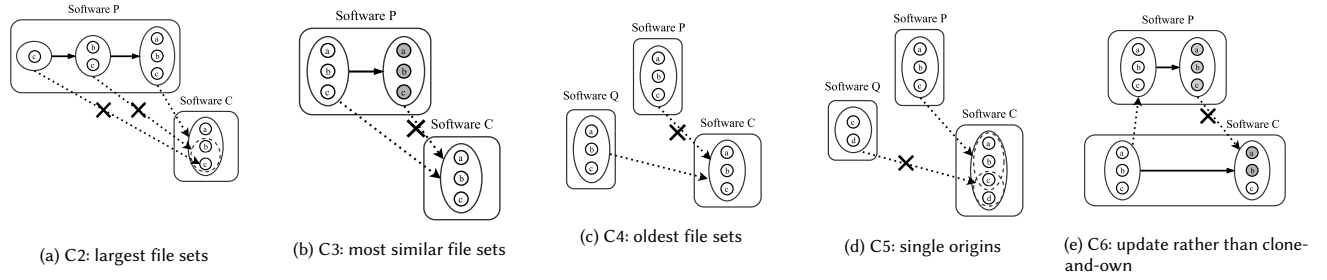 Software P
c
b
c
a
b
c
Software C
a
b
c
(a) C2: largest file sets
Software P
a
b
c
a
b
c
Software C
a
b
c
(b) C3: most similar file sets
Software P
a
b
c
Software Q
a
b
c
Software C
a
b
c
(c) C4: oldest file sets
Software P
a
b
c
Software Q
c
d
Software C
a
b
c
d
(d) C5: single origins
Software P
a
b
c
a
b
c
Software C
a
b
c
a
b
c
(e) C6: update rather than clone-
and-own